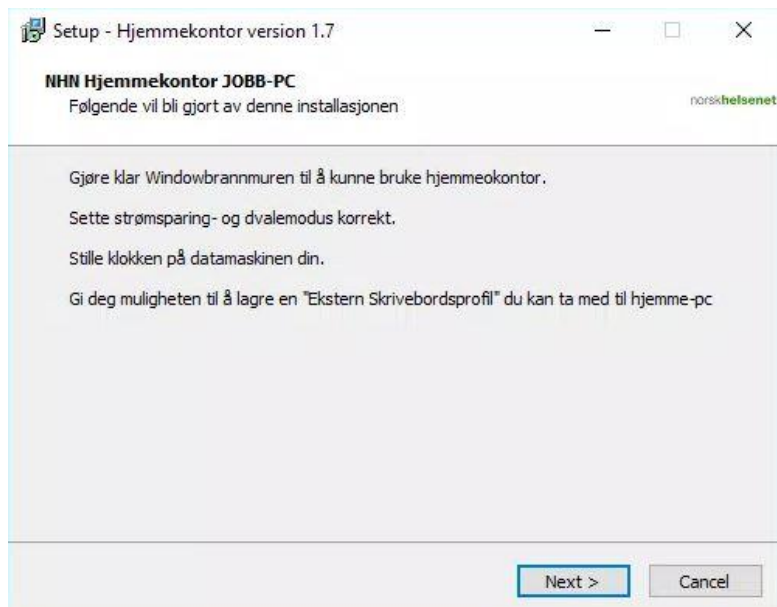 Setup - Hjemmekontor version 1.7
NHN Hjemmekontor JOBB-PC
Følgende vil bli gjort av denne installasjonen
norskhelsenett
Gjøre klar Windowbrannmuren til å kunne bruke hjemmeokontor.
Sette strømsparing- og dvalemodus korrekt.
Stille klokken på datamaskinen din.
Gi deg muligheten til å lagre en "Ekstern Skrivebordsprofil" du kan ta med til hjemme-pc
Next >
Cancel